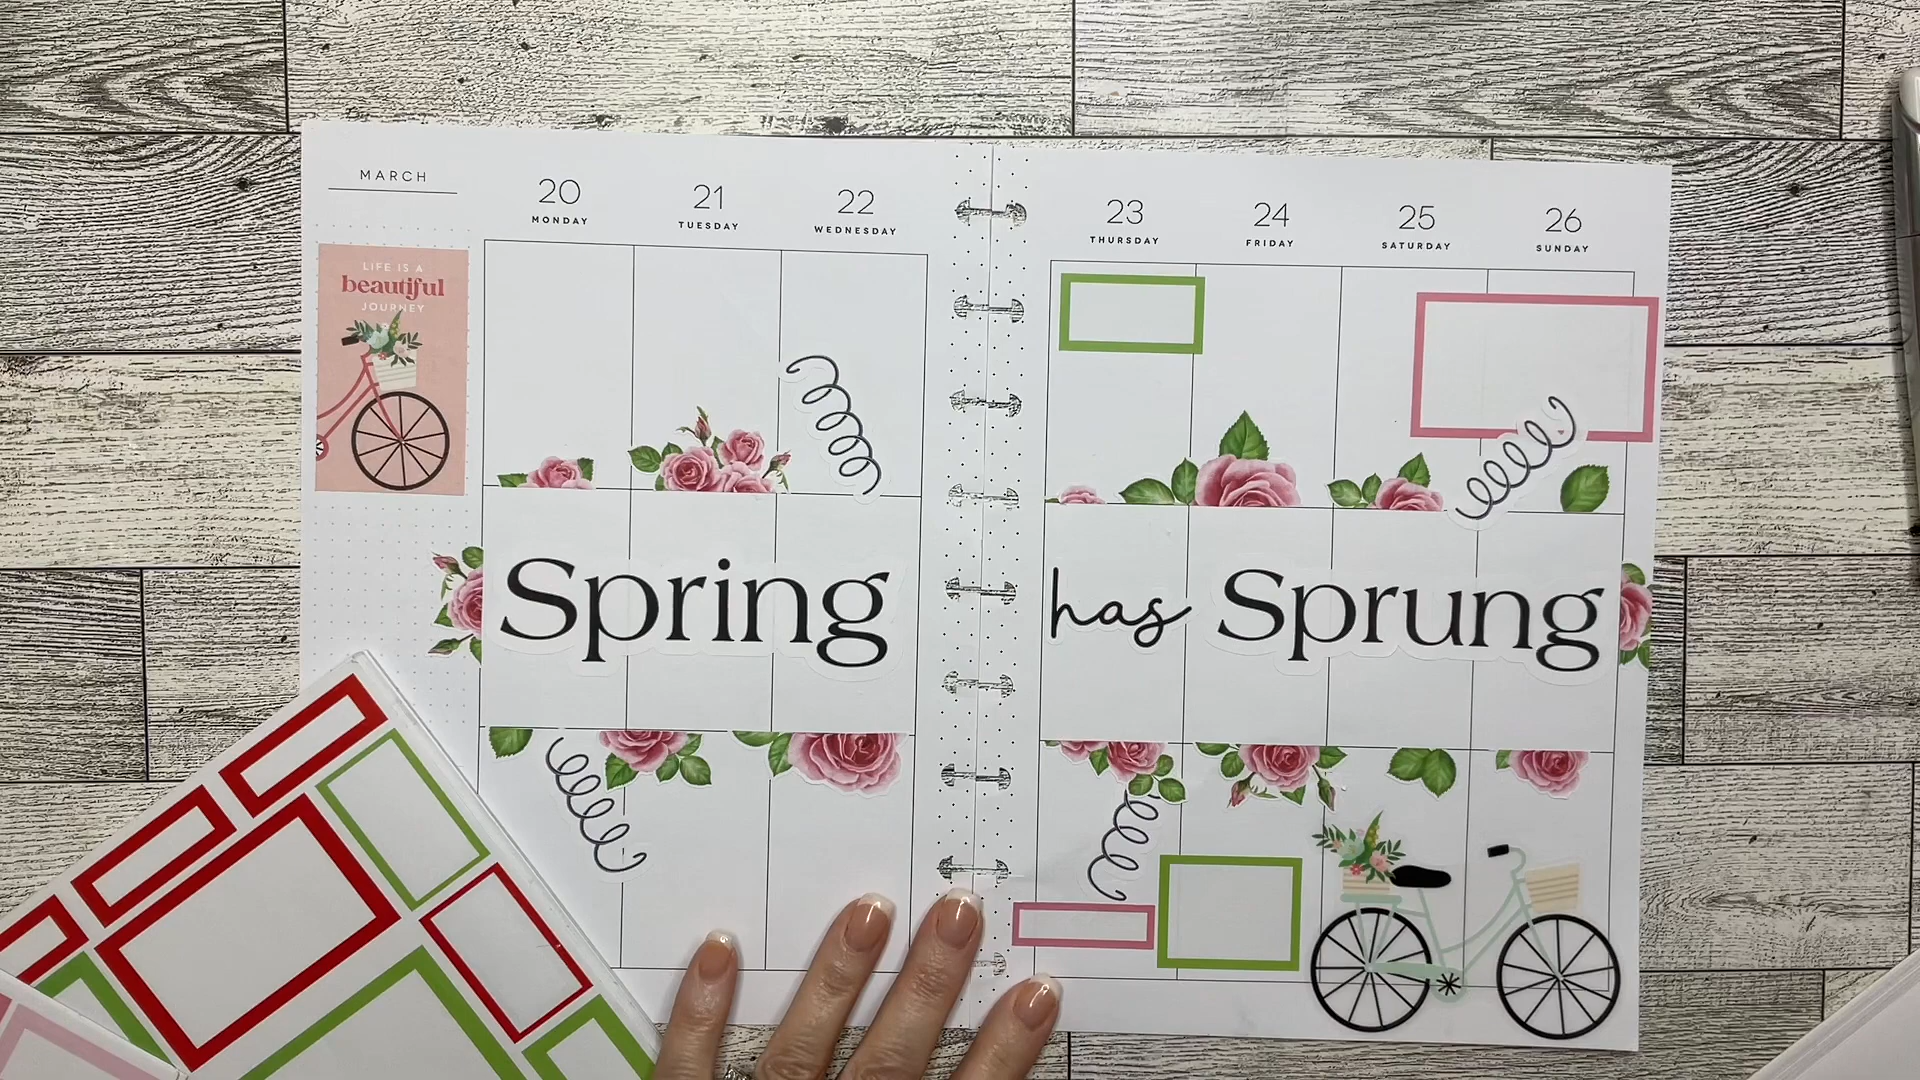 MARCH
20
MONDAY
21
TUESDAY
22
WEDNESDAY
23
THURSDAY
24
FRIDAY
25
SATURDAY
26
SUNDAY
LIFE IS A
beautiful
JOURNEY
Spring has Sprung